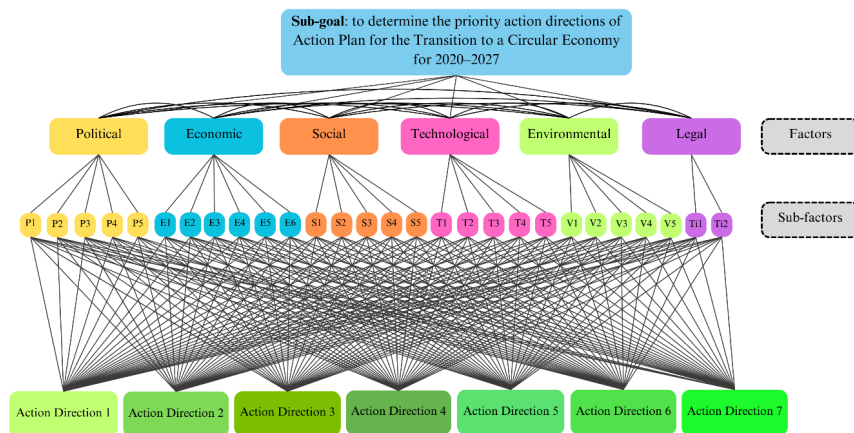 Sub-goal: to determine the priority action directions of
Action Plan for the Transition to a Circular Economy
for 2020–2027
Political
Economic
Social
Technological
Environmental
Legal
Factors
P1
P2
P3
P4
P5
E1
E2
E3
E4
E5
E6
S1
S2
S3
S4
S5
T1
T2
T3
T4
T5
V1
V2
V3
V4
V5
Ti1
Ti2
Sub-factors
Action Direction 1
Action Direction 2
Action Direction 3
Action Direction 4
Action Direction 5
Action Direction 6
Action Direction 7